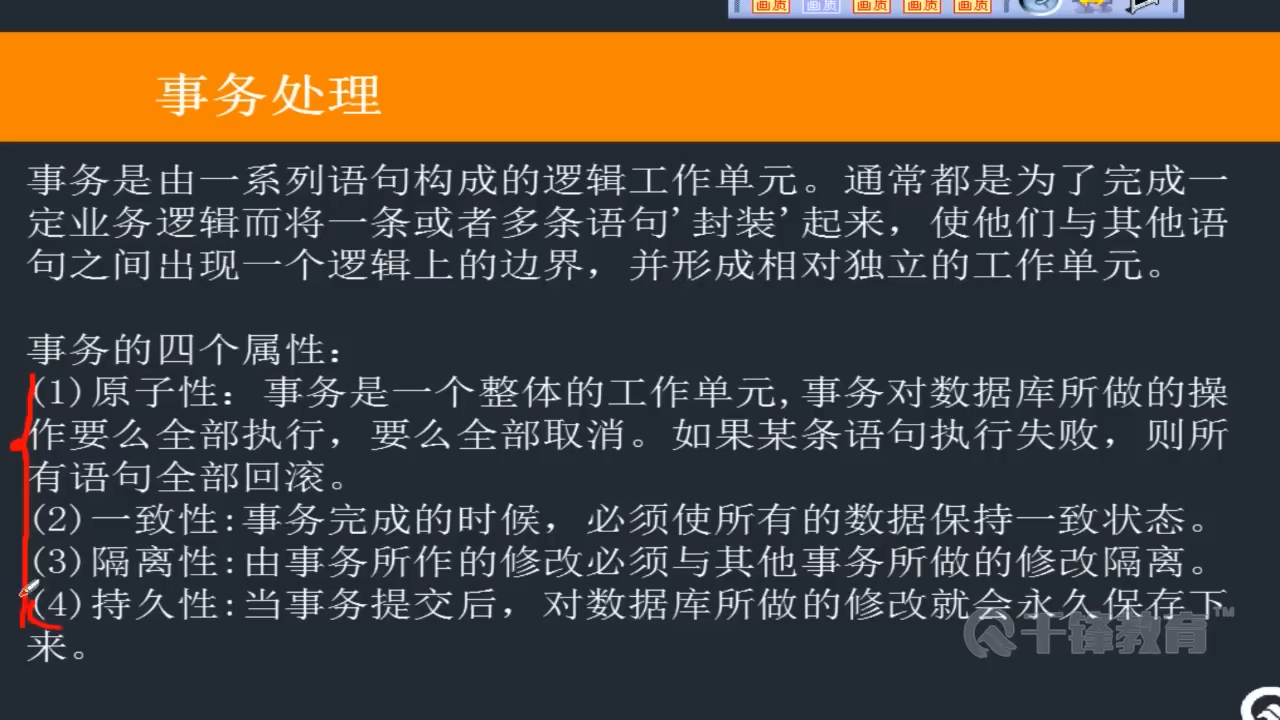 画质 画质 画质 画质 画质
事务处理
事务是由一系列语句构成的逻辑工作单元。通常都是为了完成一
定业务逻辑而将一条或者多条语句'封装'起来，使他们与其他语
句之间出现一个逻辑上的边界，并形成相对独立的工作单元。
事务的四个属性：
(1)原子性：事务是一个整体的工作单元,事务对数据库所做的操
作要么全部执行，要么全部取消。如果某条语句执行失败，则所
有语句全部回滚。
(2)一致性:事务完成的时候，必须使所有的数据保持一致状态。
(3)隔离性:由事务所作的修改必须与其他事务所做的修改隔离。
(4)持久性:当事务提交后，对数据库所做的修改就会永久保存下
来。
千锋教育™